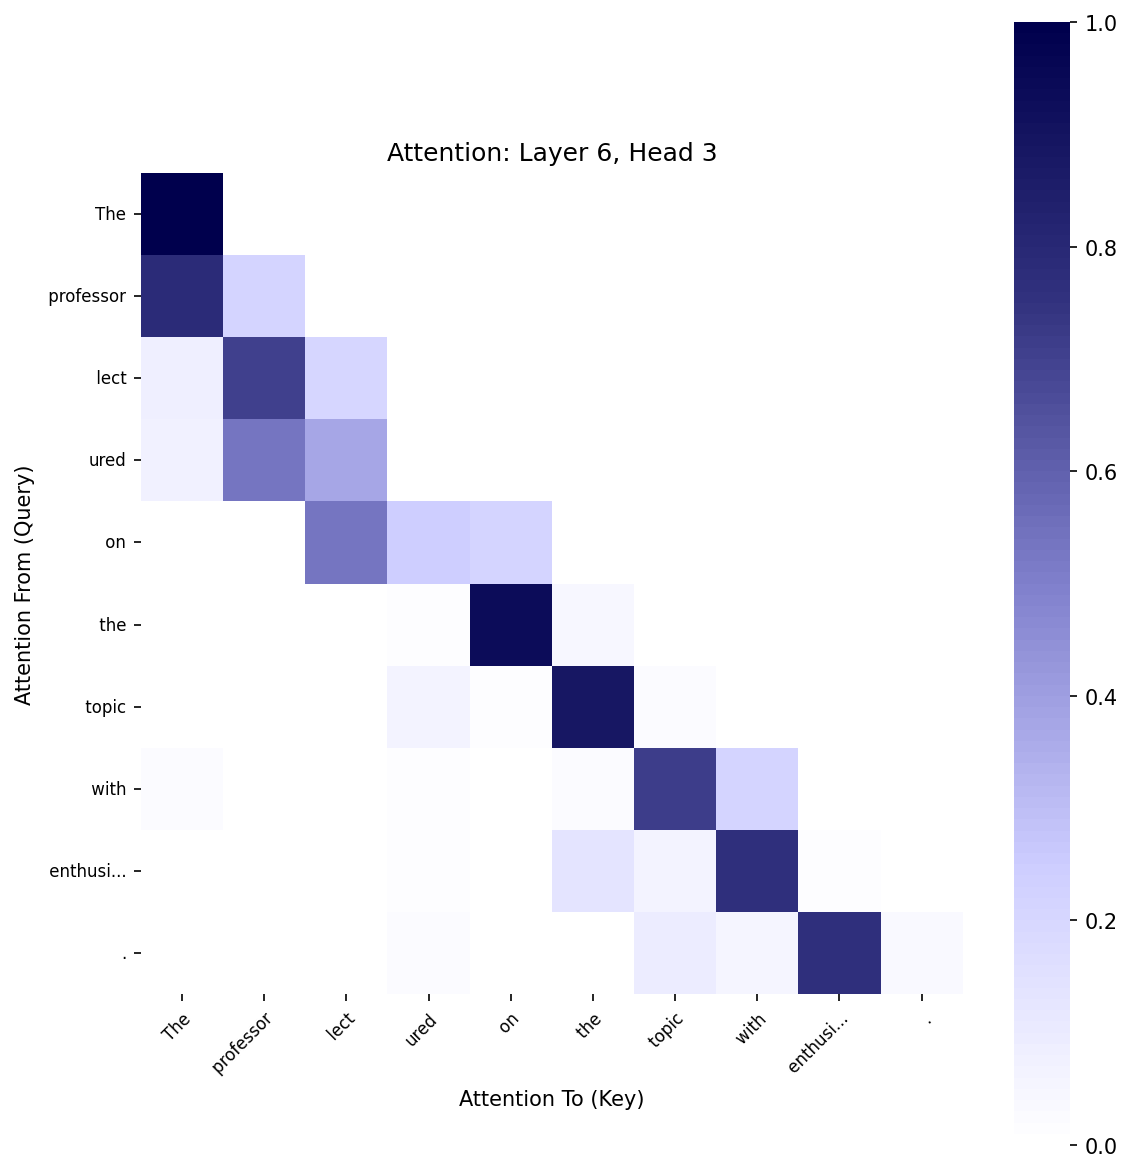 Attention: Layer 6, Head 3
1.0
0.8
0.6
0.4
0.2
0.0
Attention From (Query)
The
professor
lect
ured
on
the
topic
with
enthusi...
.
The
professor
lect
ured
on
the
topic
with
enthusi...
.
Attention To (Key)